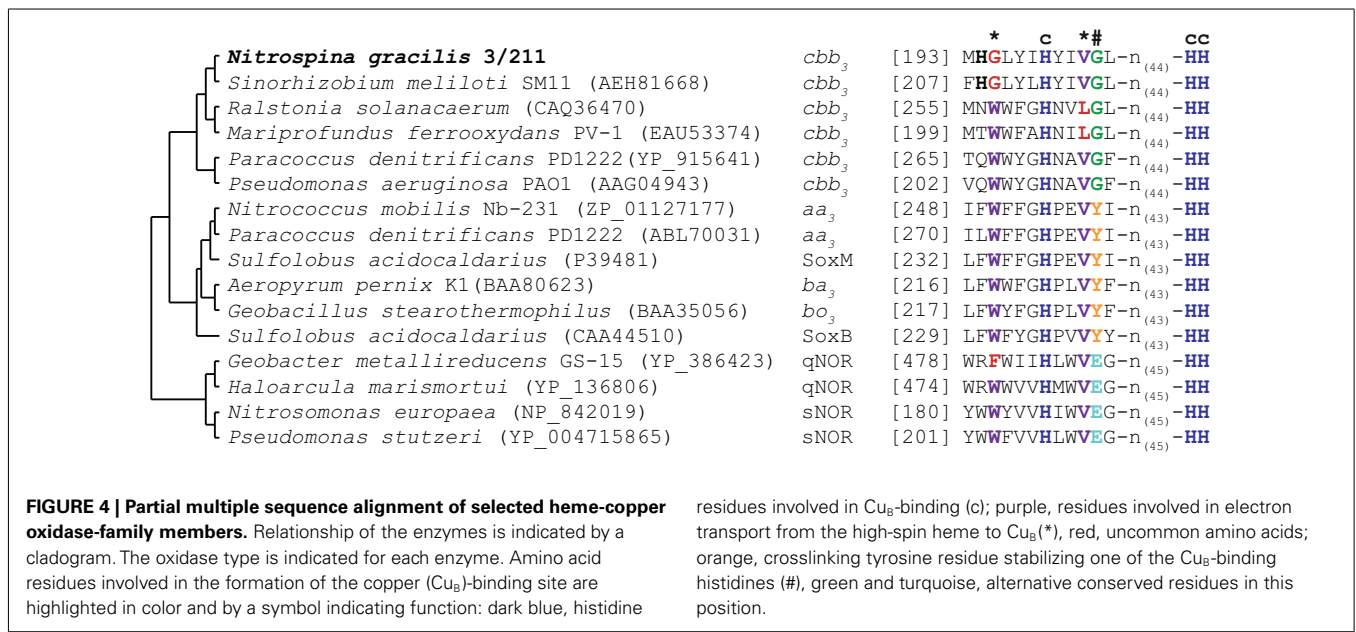 * c *# cc
Nitrospina gracilis 3/211 cbb3 [193] MHGLYIHYIVGL-n(44)-HH
Sinorhizobium meliloti SM11 (AEH81668) cbb3 [207] FHGLYLHYIVGL-n(44)-HH
Ralstonia solanacaerum (CAQ36470) cbb3 [255] MNWWFGHNVLGL-n(44)-HH
Mariprofundus ferrooxydans PV-1 (EAU53374) cbb3 [199] MTWWFAHNILGL-n(44)-HH
Paracoccus denitrificans PD1222(YP_915641) cbb3 [265] TQWWYGHNAVGF-n(44)-HH
Pseudomonas aeruginosa PAO1 (AAG04943) cbb3 [202] VQWWYGHNAVGF-n(44)-HH
Nitrococcus mobilis Nb-231 (ZP_01127177) aa3 [248] IFWFFGHPEVYI-n(43)-HH
Paracoccus denitrificans PD1222 (ABL70031) aa3 [270] ILWFFGHPEVYI-n(43)-HH
Sulfolobus acidocaldarius (P39481) SoxM [232] LFWFFGHPEVYI-n(43)-HH
Aeropyrum pernix K1(BAA80623) ba3 [216] LFWWFGHPLVYF-n(43)-HH
Geobacillus stearothermophilus (BAA35056) bo3 [217] LFWYFGHPLVYF-n(43)-HH
Sulfolobus acidocaldarius (CAA44510) SoxB [229] LFWFYGHPVVYY-n(43)-HH
Geobacter metallireducens GS-15 (YP_386423) qNOR [478] WRFWIIHLWVEG-n(45)-HH
Haloarcula marismortui (YP_136806) qNOR [474] WRWWVVHMWVEG-n(45)-HH
Nitrosomonas europaea (NP_842019) sNOR [180] YWWYVVHIWVEG-n(45)-HH
Pseudomonas stutzeri (YP_004715865) sNOR [201] YWWFVVHLWVEG-n(45)-HH
FIGURE 4 | Partial multiple sequence alignment of selected heme-copper
oxidase-family members. Relationship of the enzymes is indicated by a
cladogram. The oxidase type is indicated for each enzyme. Amino acid
residues involved in the formation of the copper (CuB)-binding site are
highlighted in color and by a symbol indicating function: dark blue, histidine
residues involved in CuB-binding (c); purple, residues involved in electron
transport from the high-spin heme to CuB(*), red, uncommon amino acids;
orange, crosslinking tyrosine residue stabilizing one of the CuB-binding
histidines (#), green and turquoise, alternative conserved residues in this
position.